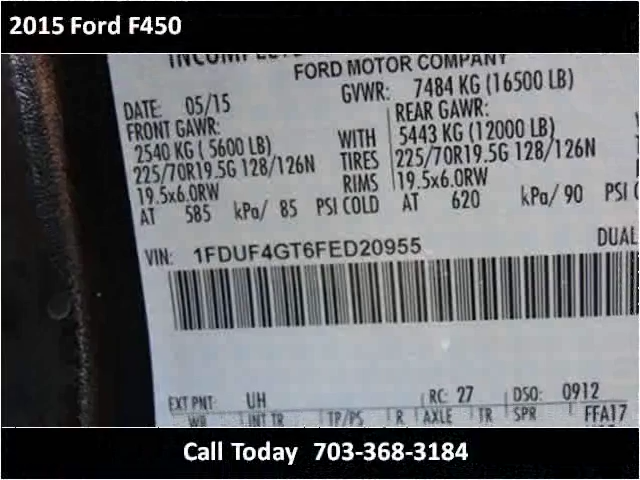 2015 Ford F450
INCOMPLETE
FORD MOTOR COMPANY
DATE: 05/15 GVWR: 7484 KG (16500 LB)
FRONT GAWR: REAR GAWR:
2540 KG ( 5600 LB) WITH 5443 KG (12000 LB)
225/70R19.5G 128/126N TIRES 225/70R19.5G 128/126N
19.5x6.0RW RIMS 19.5x6.0RW
AT 585 kPa/ 85 PSI COLD AT 620 kPa/ 90 PSI
VIN: 1FDUF4GT6FED20955 DUAL
EXT PNT: UH RC: 27 DSO: 0912
WB INT TR TP/PS R AXLE TR SPR FFA17
Call Today 703-368-3184